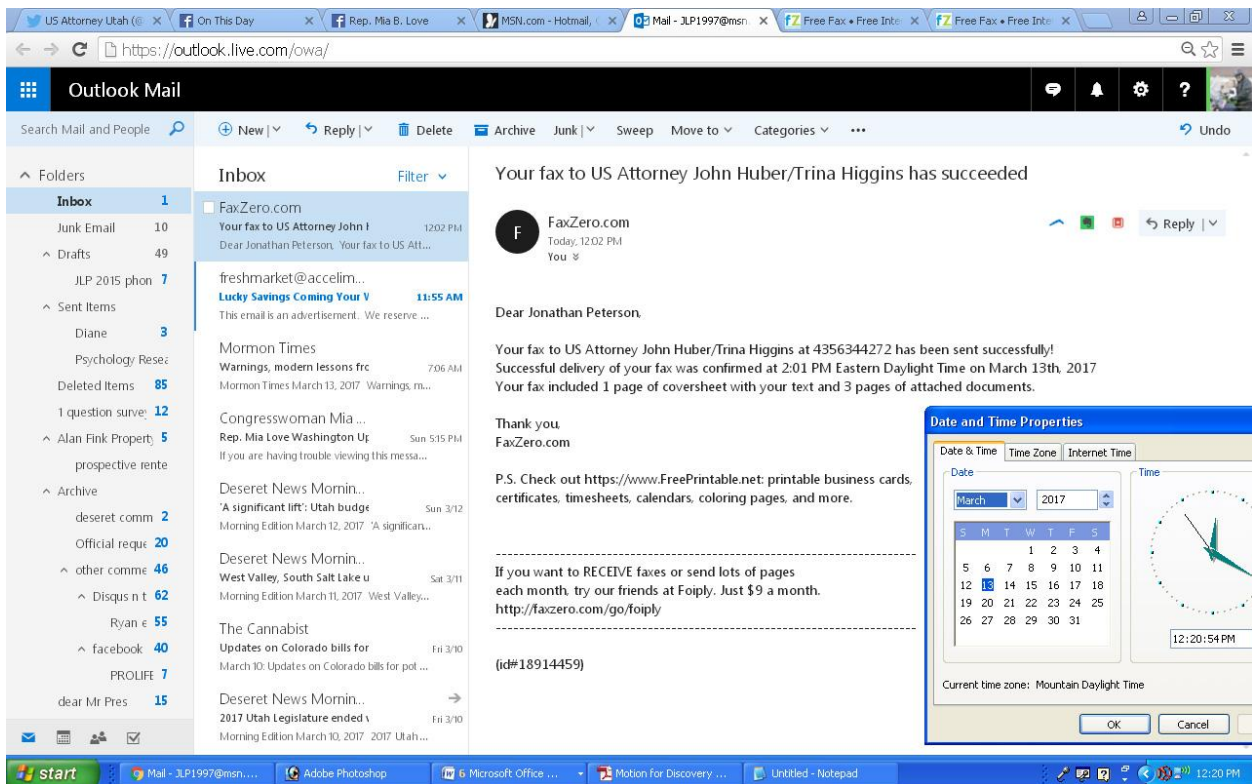 US Attorney Utah (@
On This Day
Rep. Mia B. Love
MSN.com - Hotmail, (
Mail - JLP1997@msn.
Free Fax • Free Inte
Free Fax • Free Inte
https://outlook.live.com/owa/
Outlook Mail
?
Search Mail and People
New
Reply
Delete
Archive
Junk
Sweep
Move to
Categories
...
Undo
Folders
Inbox 1
Junk Email 10
Drafts 49
JLP 2015 phon 7
Sent Items
Diane 3
Psychology Resea
Deleted Items 85
1 question survey 12
Alan Fink Property 5
prospective rente
Archive
deseret comm 2
Official reque 20
other comme 46
Disqus n t 62
Ryan e 55
facebook 40
PROLIFE 7
dear Mr Pres 15
Inbox
Filter
FaxZero.com
Your fax to US Attorney John H 12:02 PM
Dear Jonathan Peterson, Your fax to US Att...
freshmarket@accelim...
Lucky Savings Coming Your V 11:55 AM
This email is an advertisement. We reserve ...
Mormon Times
Warnings, modern lessons frc 7:06 AM
Mormon Times March 13, 2017 Warnings, m...
Congresswoman Mia ...
Rep. Mia Love Washington Up Sun 5:15 PM
If you are having trouble viewing this messa...
Deseret News Mornin...
'A significant lift': Utah budge Sun 3/12
Morning Edition March 12, 2017 'A significan...
Deseret News Mornin...
West Valley, South Salt Lake u Sat 3/11
Morning Edition March 11, 2017 West Valley...
The Cannabist
Updates on Colorado bills for Fri 3/10
March 10: Updates on Colorado bills for pot ...
Deseret News Mornin...
2017 Utah Legislature ended v Fri 3/10
Morning Edition March 10, 2017 2017 Utah...
Your fax to US Attorney John Huber/Trina Higgins has succeeded
F
FaxZero.com
Today, 12:02 PM
You
Reply
Dear Jonathan Peterson,
Your fax to US Attorney John Huber/Trina Higgins at 4356344272 has been sent successfully!
Successful delivery of your fax was confirmed at 2:01 PM Eastern Daylight Time on March 13th, 2017
Your fax included 1 page of coversheet with your text and 3 pages of attached documents.
Thank you,
FaxZero.com
P.S. Check out https://www.FreePrintable.net: printable business cards,
certificates, timesheets, calendars, coloring pages, and more.
If you want to RECEIVE faxes or send lots of pages
each month, try our friends at Foiply. Just $9 a month.
http://faxzero.com/go/foiply
(id#18914459)
Date and Time Properties
Date & Time
Time Zone
Internet Time
Date
Time
March
2017
S M T W T F S
1 2 3 4
5 6 7 8 9 10 11
12 13 14 15 16 17 18
19 20 21 22 23 24 25
26 27 28 29 30 31
12:20:54 PM
Current time zone: Mountain Daylight Time
OK
Cancel
start
Mail - JLP1997@msn....
Adobe Photoshop
6 Microsoft Office ...
Motion for Discovery ...
Untitled - Notepad
12:20 PM